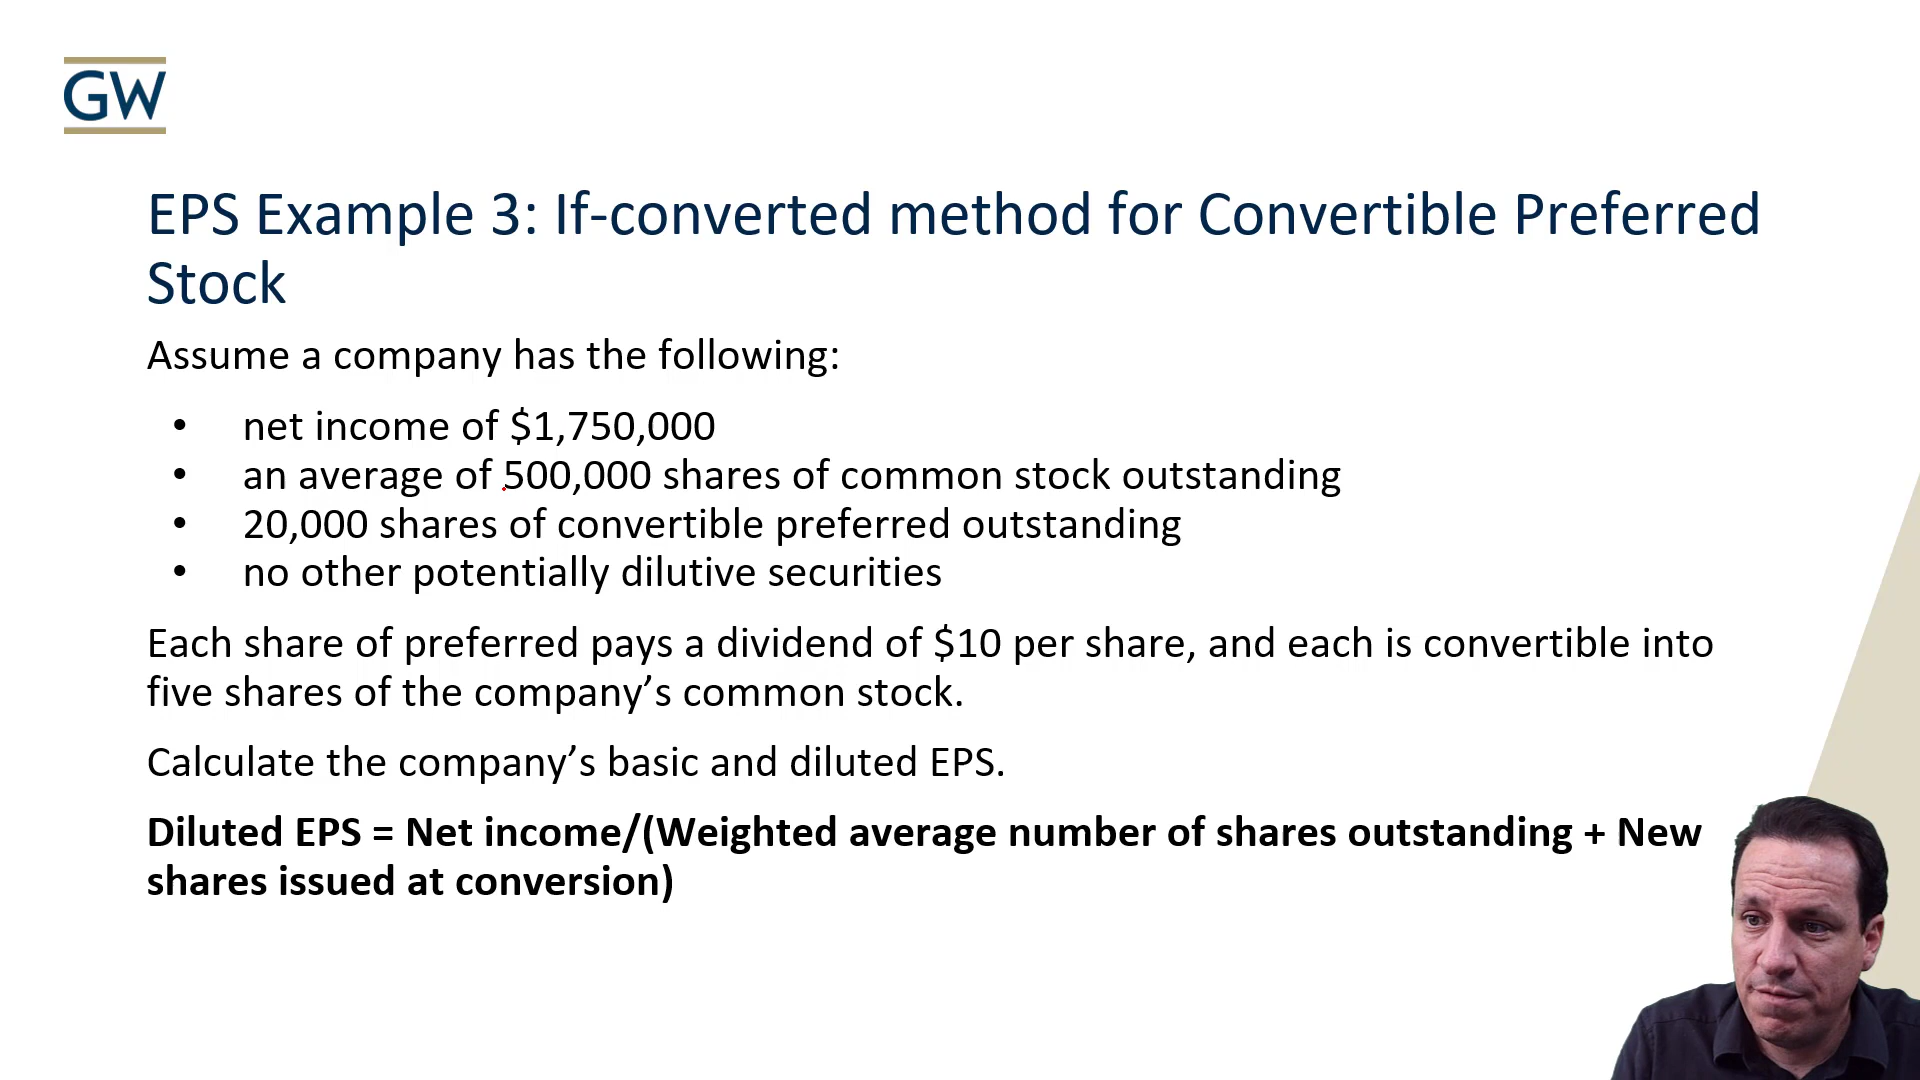 GW
EPS Example 3: If-converted method for Convertible Preferred
Stock
Assume a company has the following:
• net income of $1,750,000
• an average of 500,000 shares of common stock outstanding
• 20,000 shares of convertible preferred outstanding
• no other potentially dilutive securities
Each share of preferred pays a dividend of $10 per share, and each is convertible into
five shares of the company’s common stock.
Calculate the company’s basic and diluted EPS.
Diluted EPS = Net income/(Weighted average number of shares outstanding + New
shares issued at conversion)